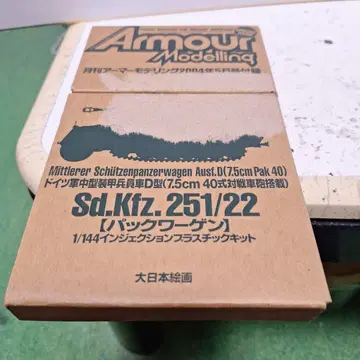 Armour
Modelling
月刊アーマーモデリング2004年5月号付録
Mittlerer Schützenpanzerwagen Ausf.D(7.5cm Pak 40)
ドイツ軍中型装甲兵員車D型(7.5cm 40式対戦車砲搭載)
Sd.Kfz. 251/22
【パックワーゲン】
1/144インジェクションプラスチックキット
大日本絵画